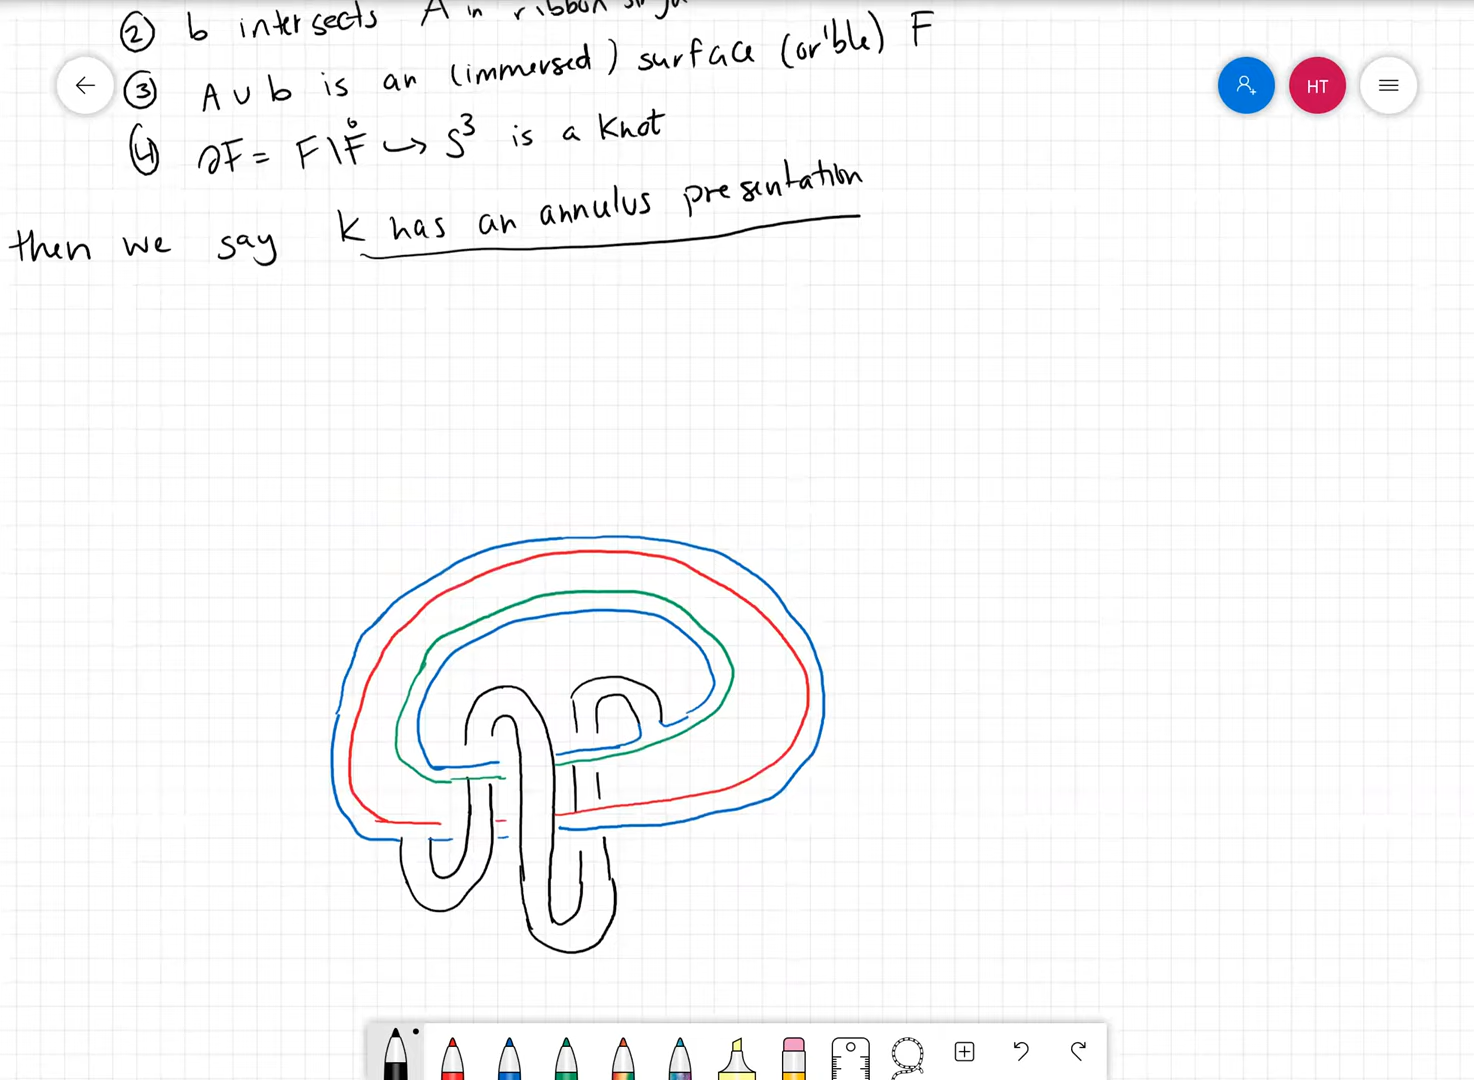 ② b intersects A in ribbon
③ A ∪ b is an (immersed) surface (or'ble) F
④ ∂F = F \ F̊ ↪ S³ is a knot
then we say K has an annulus presentation
HT